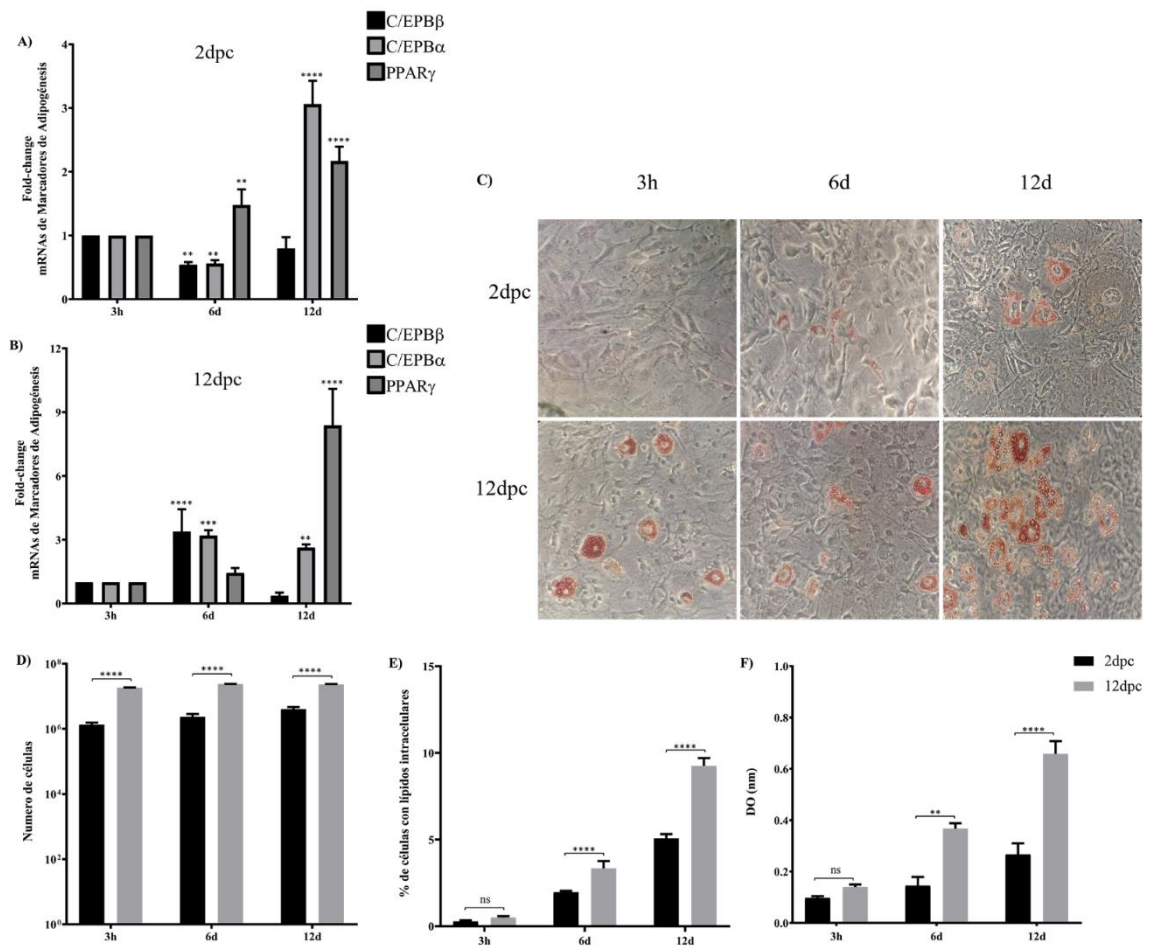 A)
2dpc
C/EPBβ
C/EPBα
PPARγ
Fold-change
mRNAs de Marcadores de Adipogénesis
4
3
2
1
0
** ** **
**** ****
3h 6d 12d
B)
12dpc
C/EPBβ
C/EPBα
PPARγ
Fold-change
mRNAs de Marcadores de Adipogénesis
12
9
6
3
0
**** ***
** ****
3h 6d 12d
C)
3h 6d 12d
2dpc
12dpc
D)
Numero de células
10⁸
10⁶
10⁴
10²
10⁰
**** **** ****
3h 6d 12d
E)
% de células con lípidos intracelulares
15
10
5
0
ns **** ****
3h 6d 12d
F)
DO (nm)
1.0
0.8
0.6
0.4
0.2
0.0
ns ** ****
3h 6d 12d
2dpc
12dpc